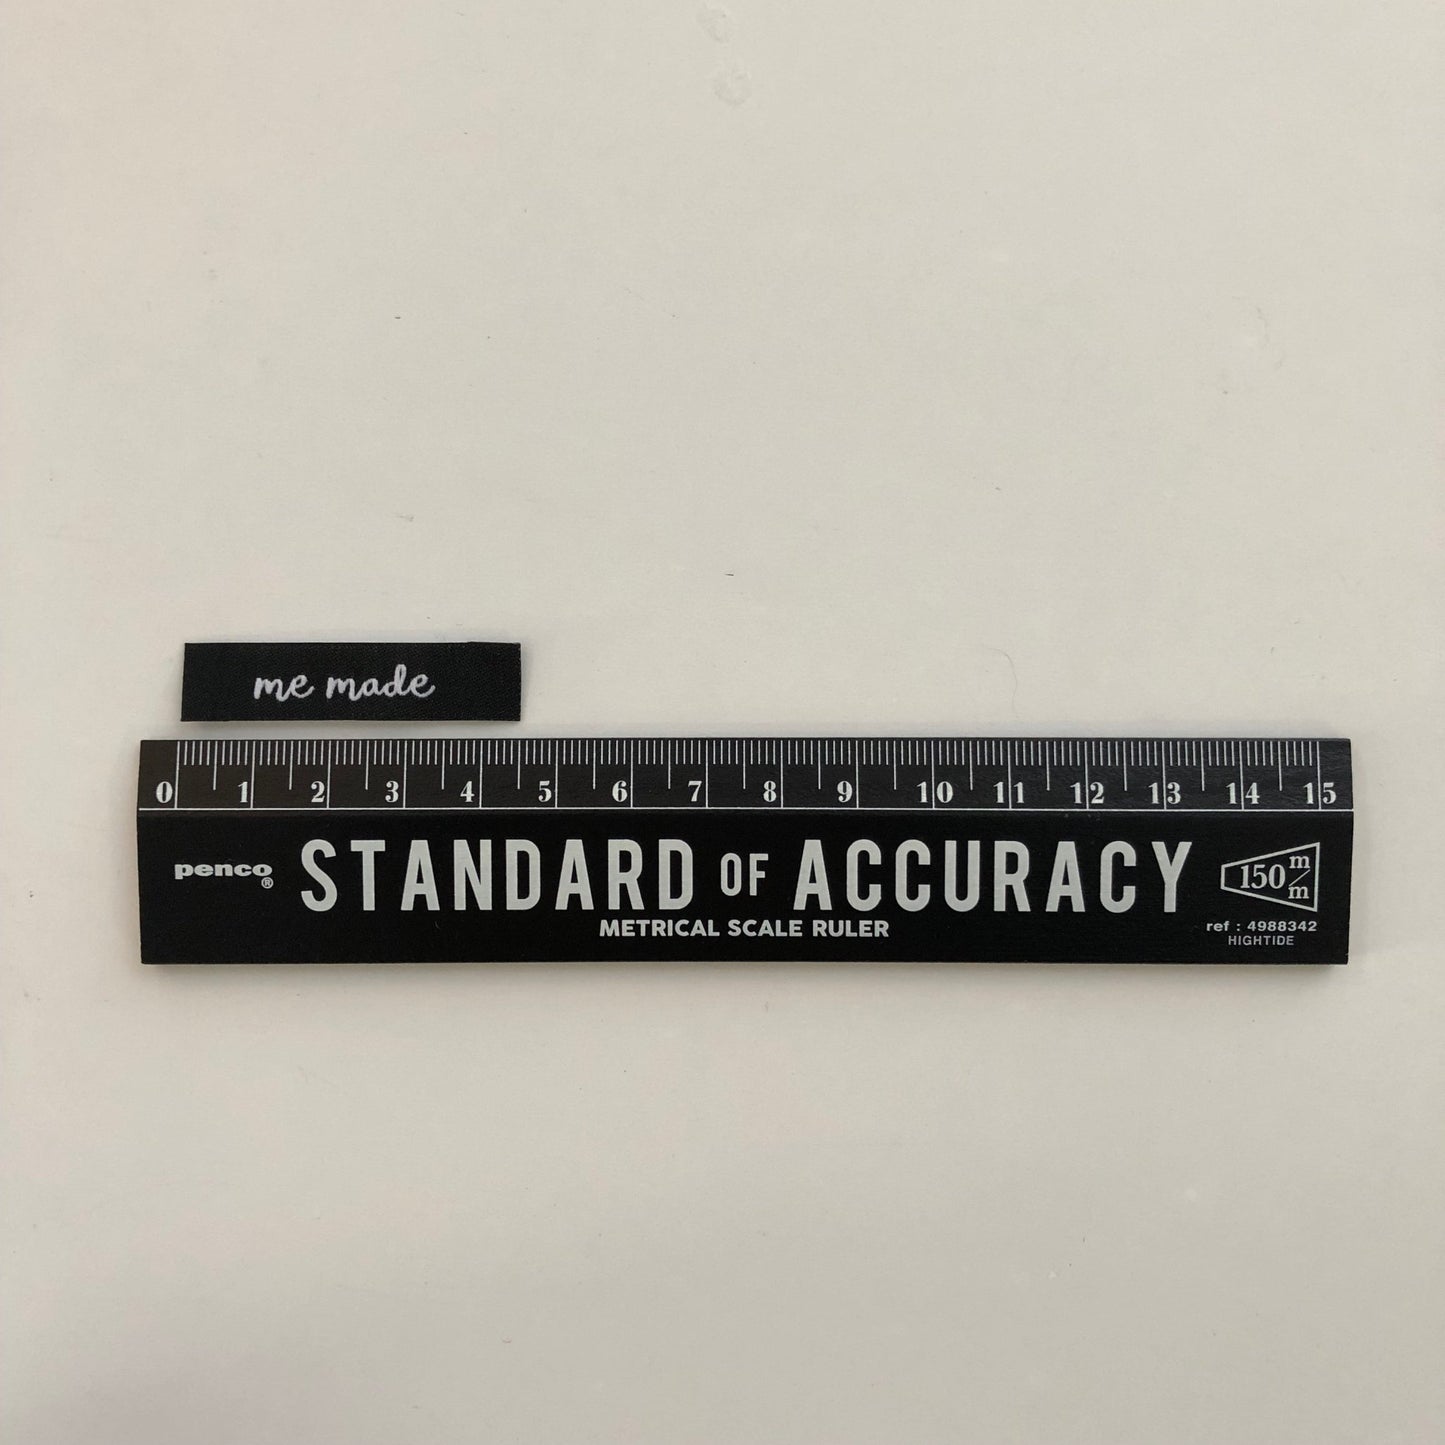 me made
0 1 2 3 4 5 6 7 8 9 10 11 12 13 14 15
penco® STANDARD OF ACCURACY 150 m/m
METRICAL SCALE RULER
ref : 4988342
HIGHTIDE